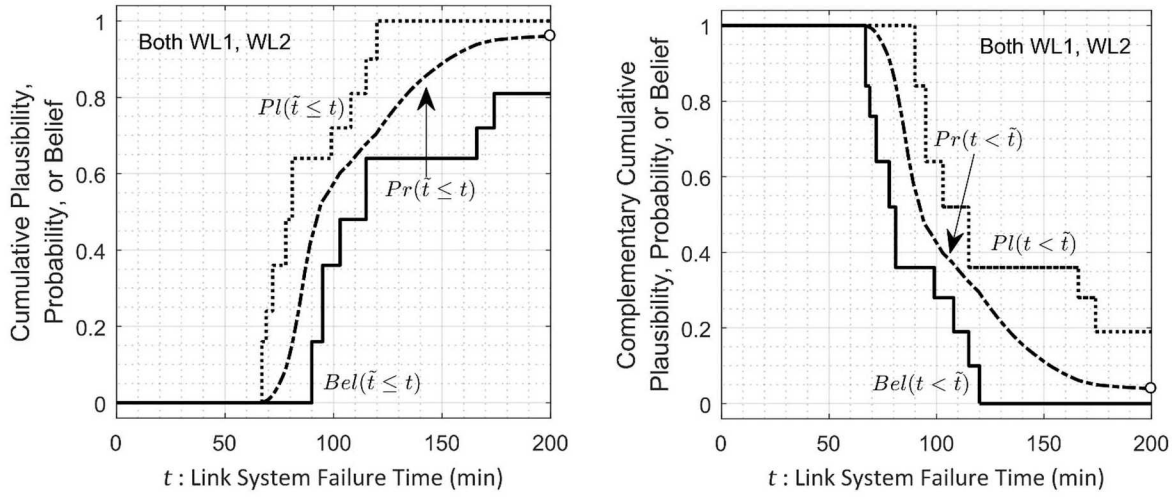 Cumulative Plausibility,
Probability, or Belief
1
0.8
0.6
0.4
0.2
0
Both WL1, WL2
Pl(t̃ ≤ t)
Pr(t̃ ≤ t)
Bel(t̃ ≤ t)
0 50 100 150 200
t : Link System Failure Time (min)
Complementary Cumulative
Plausibility, Probability, or Belief
1
0.8
0.6
0.4
0.2
0
Both WL1, WL2
Pr(t < t̃)
Pl(t < t̃)
Bel(t < t̃)
0 50 100 150 200
t : Link System Failure Time (min)